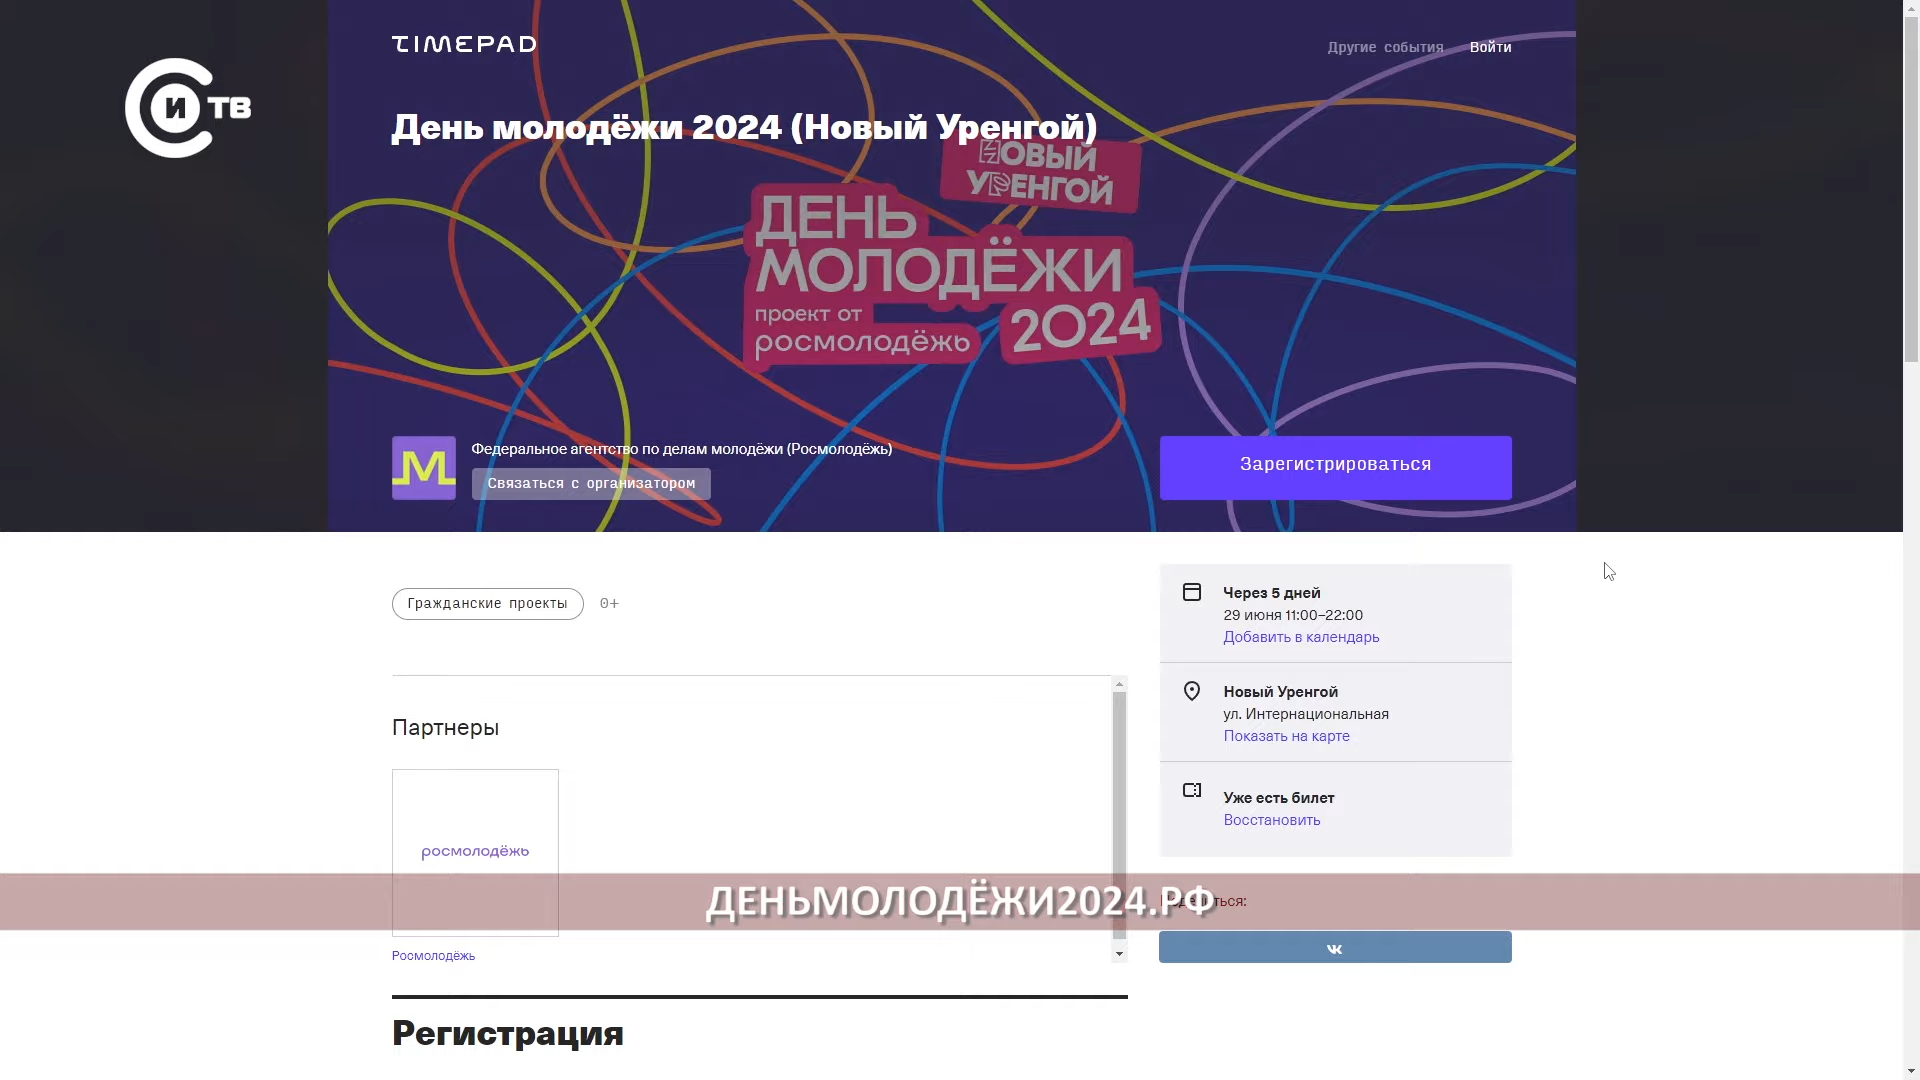 TIMEPAD
Другие события
Войти
И ТВ
День молодёжи 2024 (Новый Уренгой)
НОВЫЙ
УРЕНГОЙ
ДЕНЬ
МОЛОДЁЖИ
2024
проект от
росмолодёжь
Федеральное агентство по делам молодёжи (Росмолодёжь)
Связаться с организатором
Зарегистрироваться
Гражданские проекты
0+
Через 5 дней
29 июня 11:00–22:00
Добавить в календарь
Новый Уренгой
ул. Интернациональная
Показать на карте
Уже есть билет
Восстановить
Партнеры
росмолодёжь
ДЕНЬМОЛОДЁЖИ2024.РФ
Росмолодёжь
Регистрация